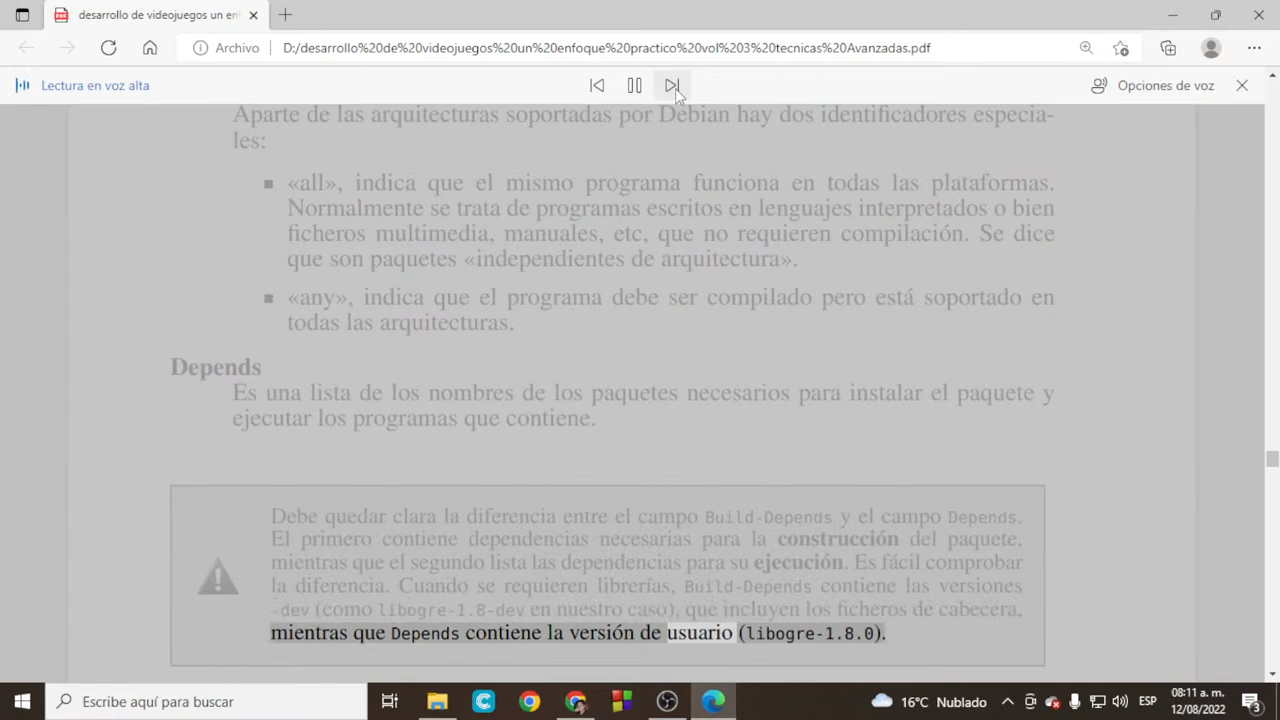 desarrollo de videojuegos un en
Archivo
D:/desarrollo%20de%20videojuegos%20un%20enfoque%20practico%20vol%203%20tecnicas%20Avanzadas.pdf
Lectura en voz alta
Opciones de voz
Aparte de las arquitecturas soportadas por Debian hay dos identificadores especia-
les:
«all», indica que el mismo programa funciona en todas las plataformas.
Normalmente se trata de programas escritos en lenguajes interpretados o bien
ficheros multimedia, manuales, etc, que no requieren compilación. Se dice
que son paquetes «independientes de arquitectura».
«any», indica que el programa debe ser compilado pero está soportado en
todas las arquitecturas.
Depends
Es una lista de los nombres de los paquetes necesarios para instalar el paquete y
ejecutar los programas que contiene.
Debe quedar clara la diferencia entre el campo Build-Depends y el campo Depends.
El primero contiene dependencias necesarias para la construcción del paquete,
mientras que el segundo lista las dependencias para su ejecución. Es fácil comprobar
la diferencia. Cuando se requieren librerías, Build-Depends contiene las versiones
-dev (como libogre-1.8-dev en nuestro caso), que incluyen los ficheros de cabecera,
mientras que Depends contiene la versión de usuario (libogre-1.8.0).
Escribe aquí para buscar
16°C Nublado
ESP
08:11 a. m.
12/08/2022
3